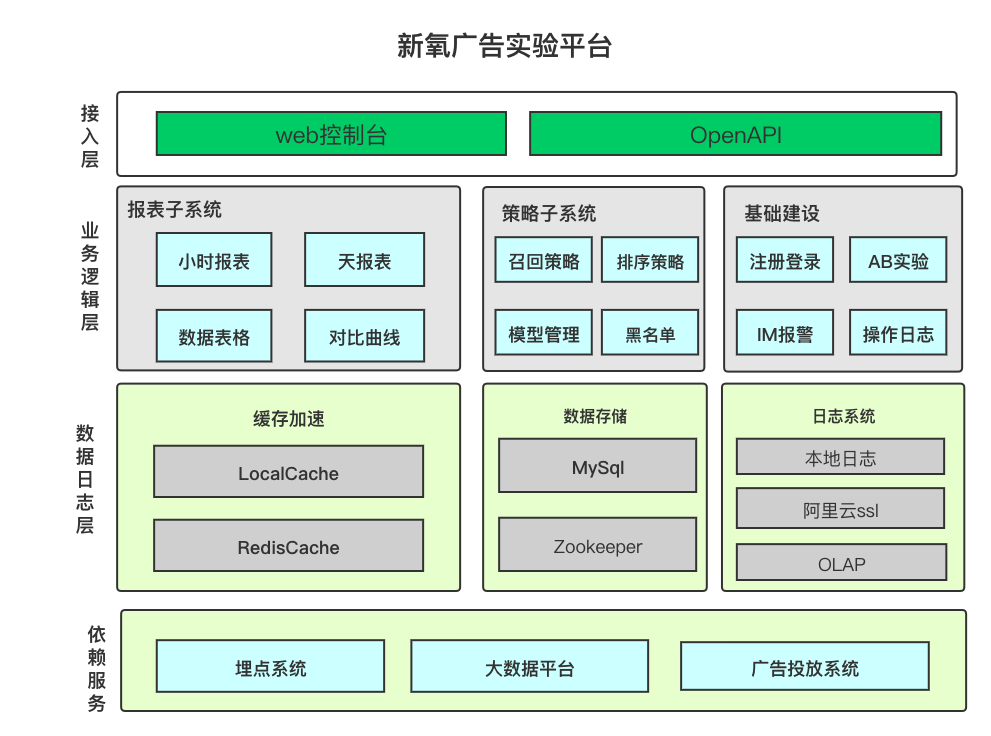 新氧广告实验平台
接入层
web控制台
OpenAPI
业务逻辑层
报表子系统
小时报表
天报表
数据表格
对比曲线
策略子系统
召回策略
排序策略
模型管理
黑名单
基础建设
注册登录
AB实验
IM报警
操作日志
数据日志层
缓存加速
LocalCache
RedisCache
数据存储
MySql
Zookeeper
日志系统
本地日志
阿里云ssl
OLAP
依赖服务
埋点系统
大数据平台
广告投放系统